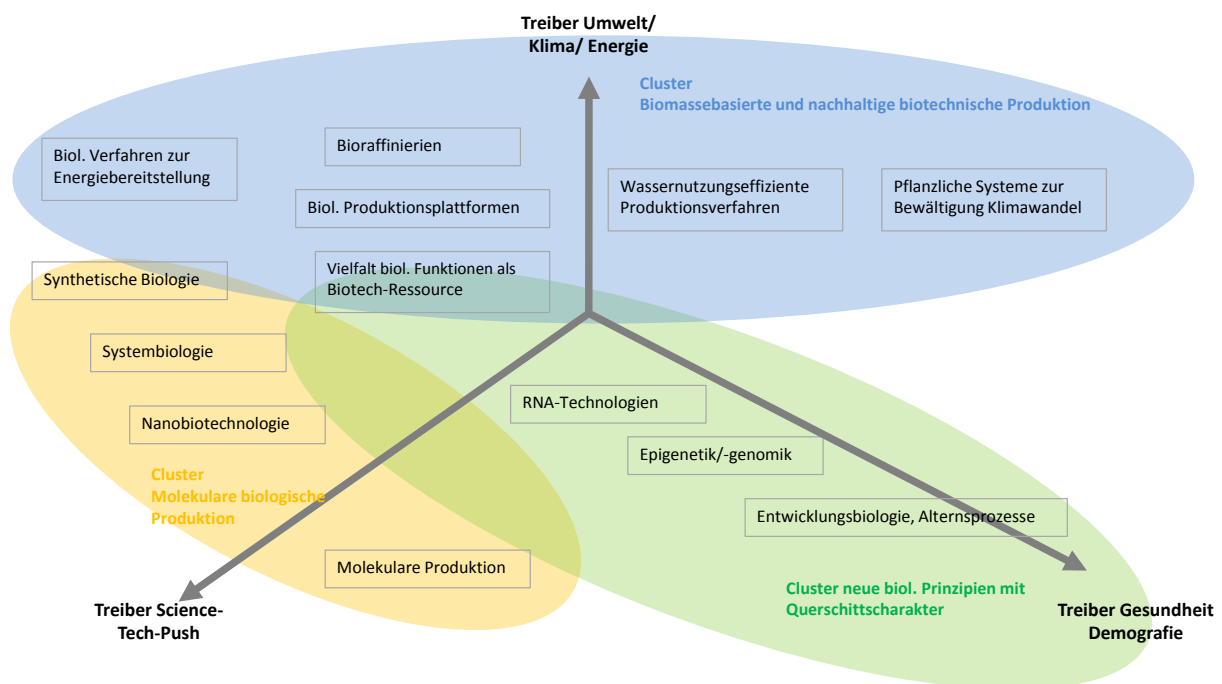 Treiber Umwelt/
Klima/ Energie
Cluster
Biomassebasierte und nachhaltige biotechnische Produktion
Biol. Verfahren zur
Energiebereitstellung
Bioraffinierien
Wassernutzungseffiziente
Produktionsverfahren
Pflanzliche Systeme zur
Bewältigung Klimawandel
Biol. Produktionsplattformen
Vielfalt biol. Funktionen als
Biotech-Ressource
Synthetische Biologie
Systembiologie
RNA-Technologien
Nanobiotechnologie
Epigenetik/-genomik
Cluster
Molekulare biologische
Produktion
Entwicklungsbiologie, Alternsprozesse
Molekulare Produktion
Cluster neue biol. Prinzipien mit
Querschittscharakter
Treiber Science-
Tech-Push
Treiber Gesundheit
Demografie